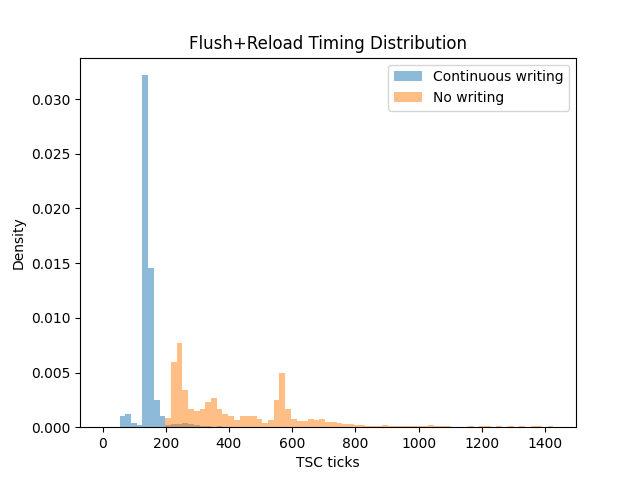 Flush+Reload Timing Distribution
Continuous writing
No writing
Density
0.030
0.025
0.020
0.015
0.010
0.005
0.000
0 200 400 600 800 1000 1200 1400
TSC ticks